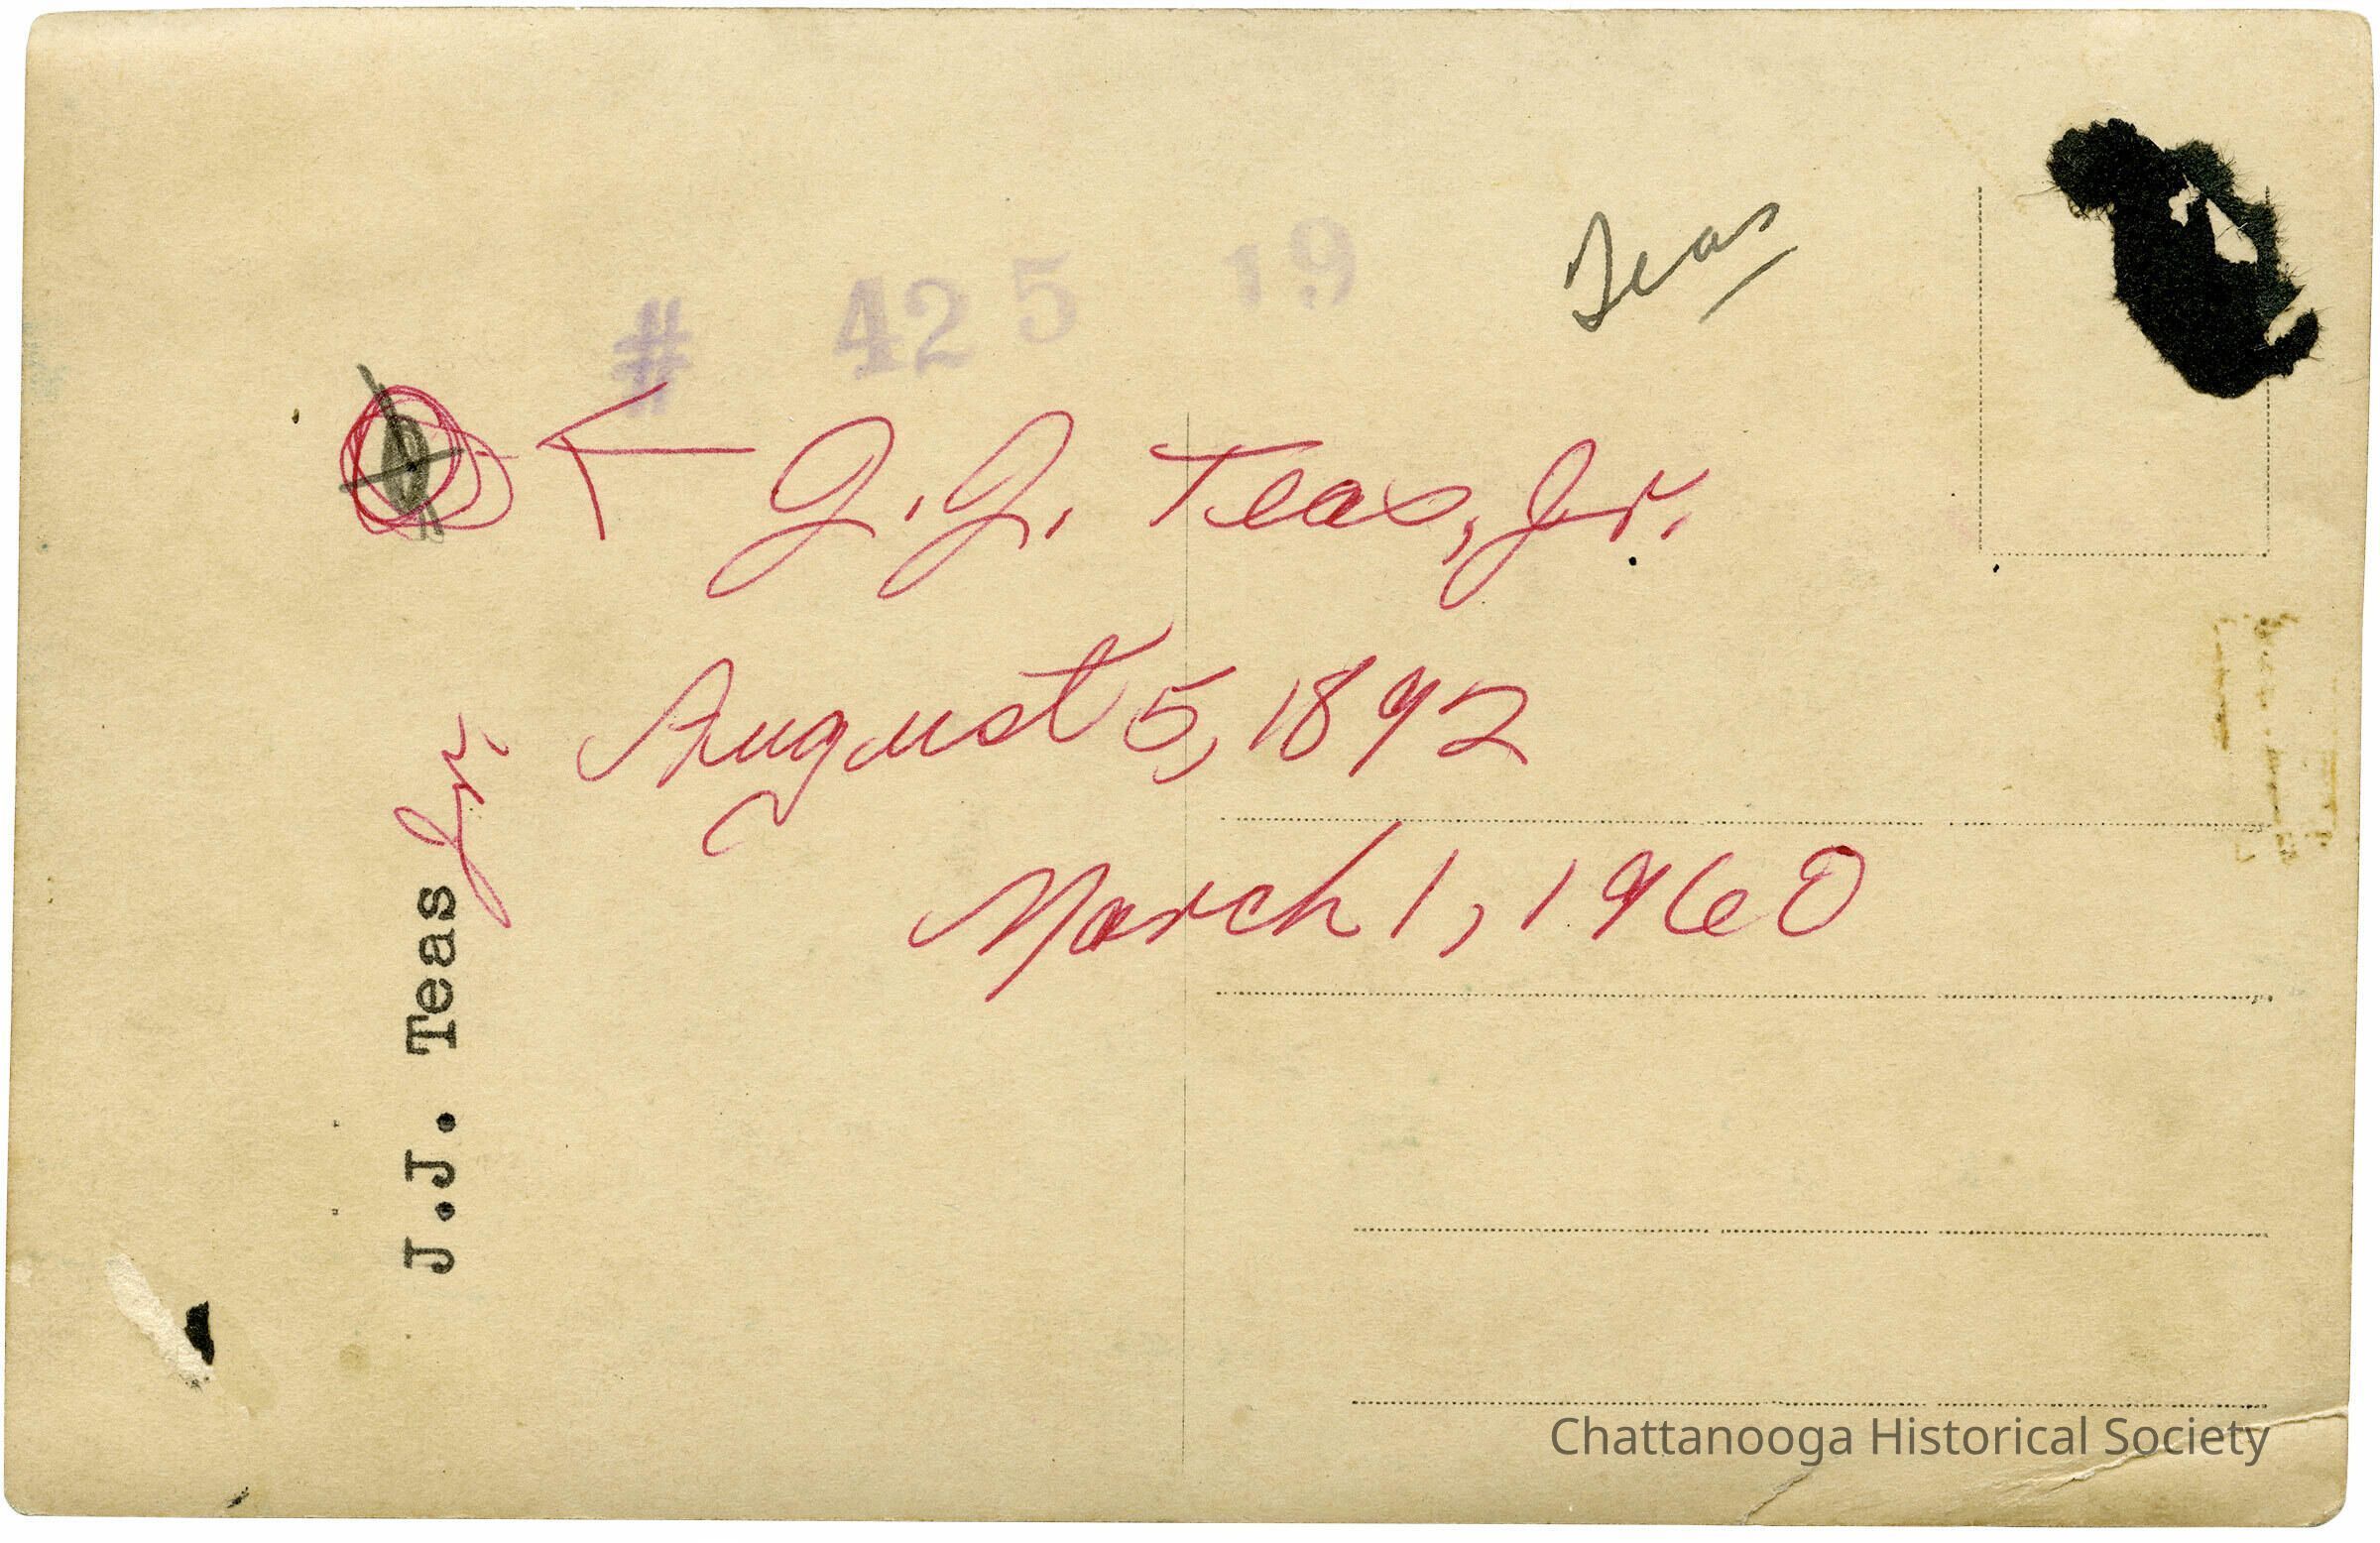 Teas
# 425 19
J.J. Teas, Jr.
August 5, 1892
March 1, 1960
J.J. Teas Jr.
Chattanooga Historical Society